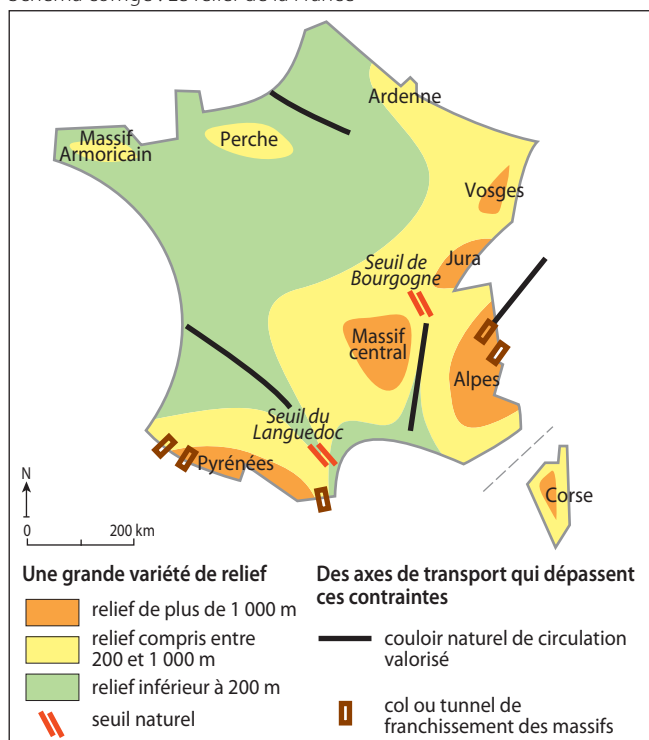 Ardenne
Massif
Armoricain
Perche
Vosges
Jura
Seuil de
Bourgogne
Massif
central
Alpes
Seuil du
Languedoc
Pyrénées
Corse
N
0
200 km
Une grande variété de relief
relief de plus de 1 000 m
relief compris entre
200 et 1 000 m
relief inférieur à 200 m
seuil naturel
Des axes de transport qui dépassent
ces contraintes
couloir naturel de circulation
valorisé
col ou tunnel de
franchissement des massifs